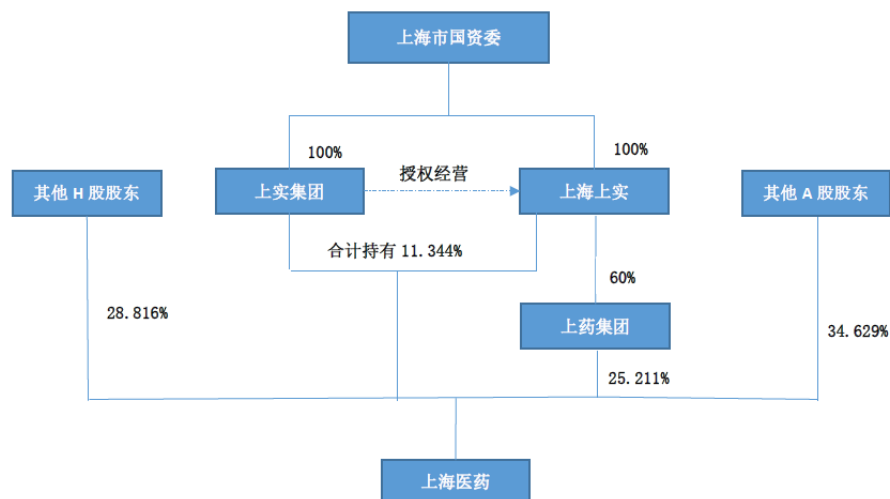 上海市国资委
100%
100%
授权经营
其他 H 股股东
上实集团
上海上实
其他 A 股股东
合计持有 11.344%
60%
28.816%
上药集团
34.629%
25.211%
上海医药